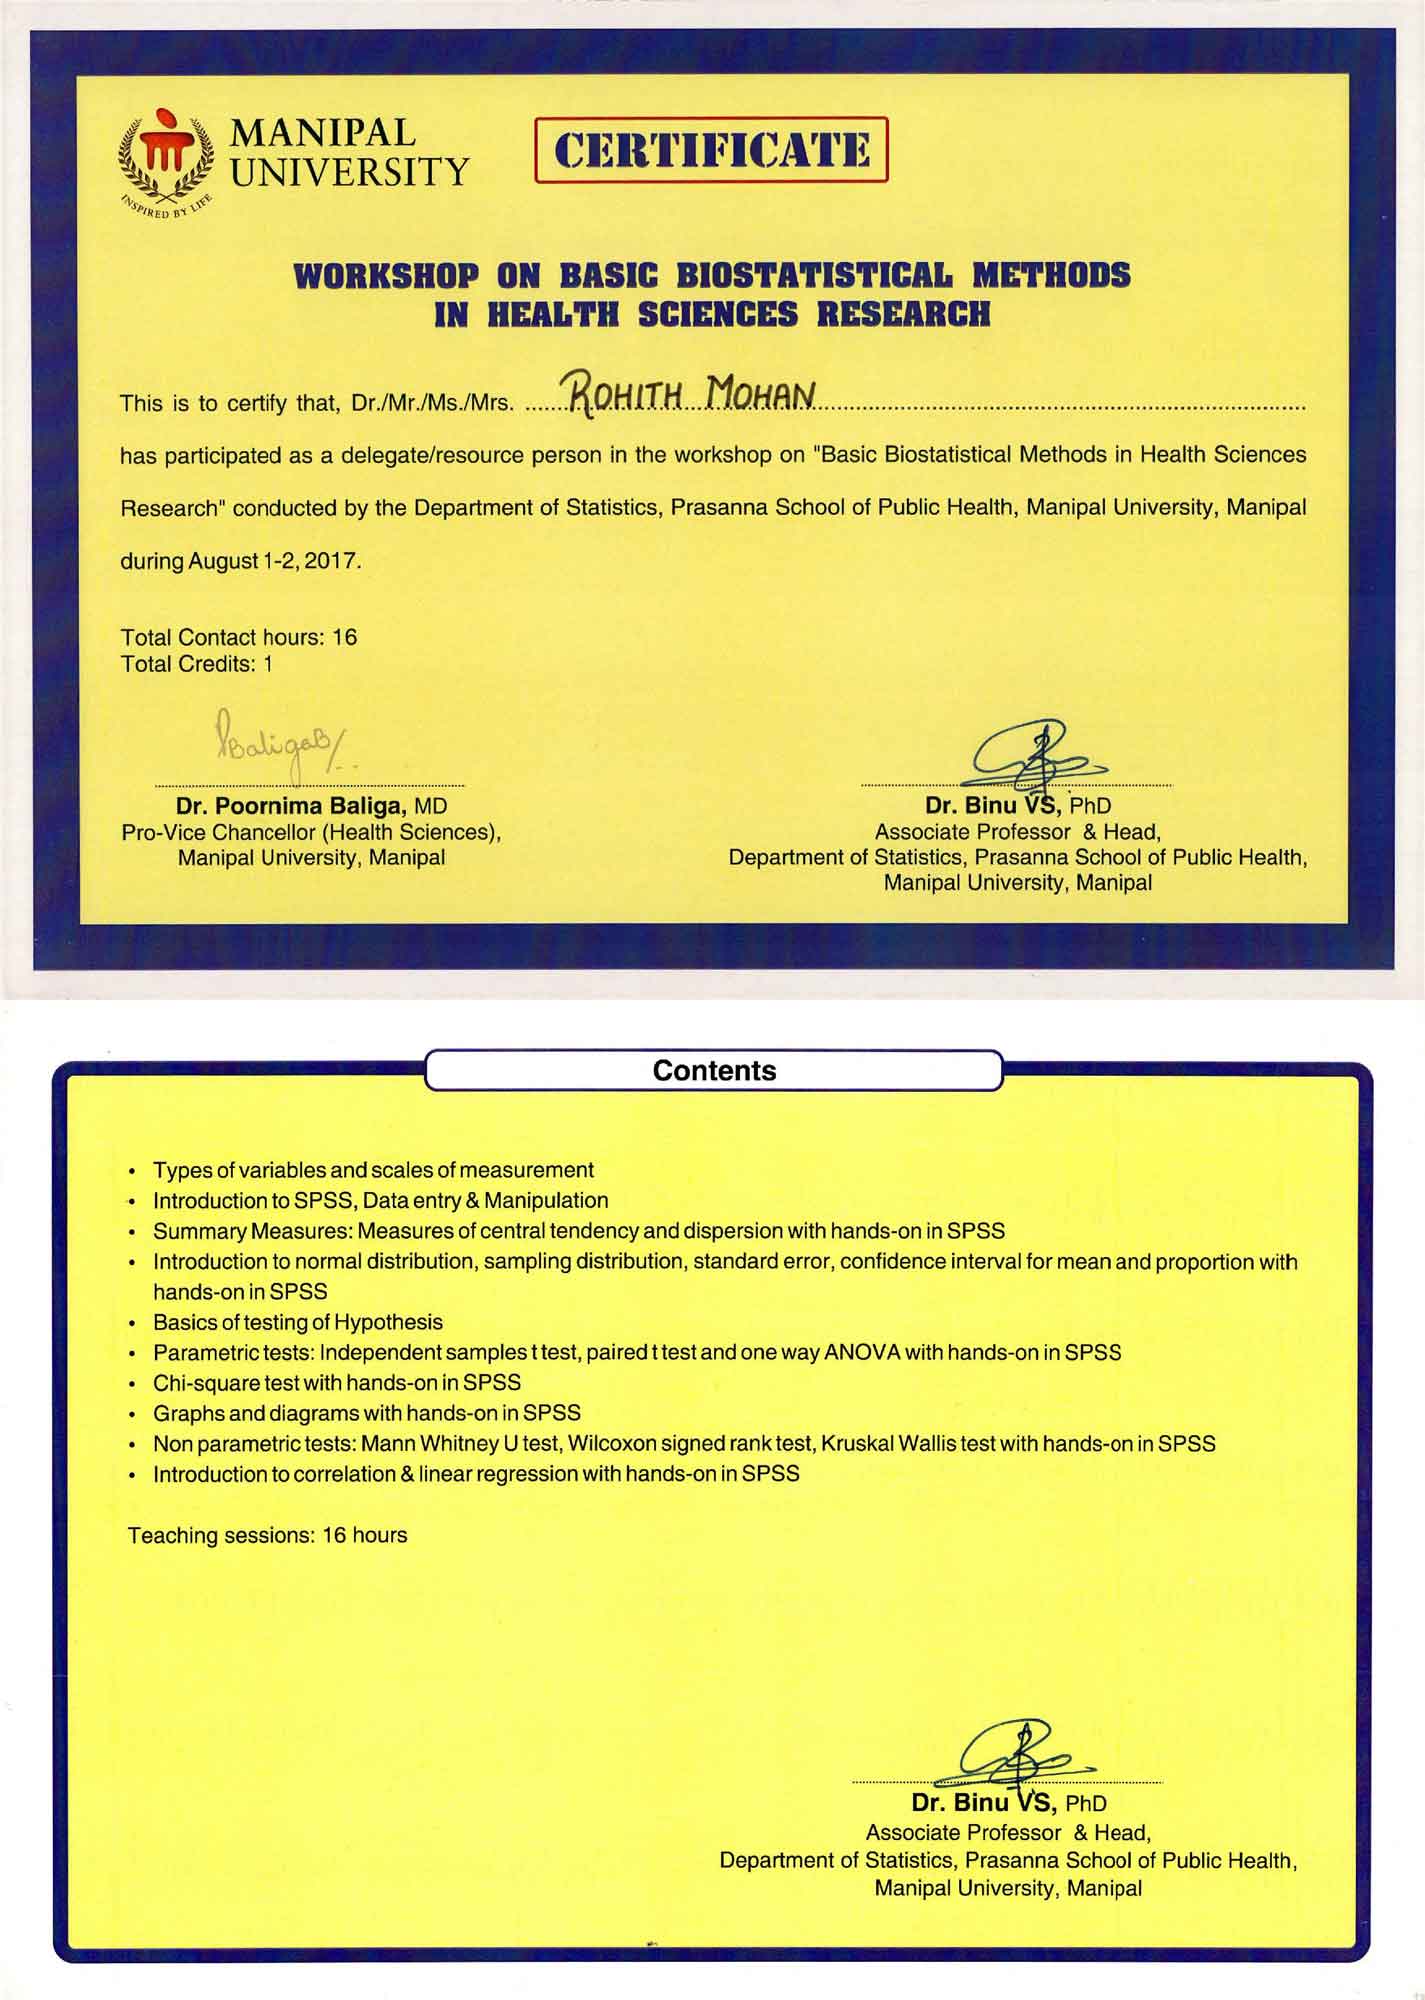 MANIPAL
UNIVERSITY
INSPIRED BY LIFE
CERTIFICATE
WORKSHOP ON BASIC BIOSTATISTICAL METHODS
IN HEALTH SCIENCES RESEARCH
This is to certify that, Dr./Mr./Ms./Mrs. ......ROHITH MOHAN......
has participated as a delegate/resource person in the workshop on "Basic Biostatistical Methods in Health Sciences
Research" conducted by the Department of Statistics, Prasanna School of Public Health, Manipal University, Manipal
during August 1-2, 2017.
Total Contact hours: 16
Total Credits: 1
Dr. Poornima Baliga, MD
Pro-Vice Chancellor (Health Sciences),
Manipal University, Manipal
Dr. Binu VS, PhD
Associate Professor & Head,
Department of Statistics, Prasanna School of Public Health,
Manipal University, Manipal
Contents
• Types of variables and scales of measurement
• Introduction to SPSS, Data entry & Manipulation
• Summary Measures: Measures of central tendency and dispersion with hands-on in SPSS
• Introduction to normal distribution, sampling distribution, standard error, confidence interval for mean and proportion with
hands-on in SPSS
• Basics of testing of Hypothesis
• Parametric tests: Independent samples t test, paired t test and one way ANOVA with hands-on in SPSS
• Chi-square test with hands-on in SPSS
• Graphs and diagrams with hands-on in SPSS
• Non parametric tests: Mann Whitney U test, Wilcoxon signed rank test, Kruskal Wallis test with hands-on in SPSS
• Introduction to correlation & linear regression with hands-on in SPSS
Teaching sessions: 16 hours
Dr. Binu VS, PhD
Associate Professor & Head,
Department of Statistics, Prasanna School of Public Health,
Manipal University, Manipal